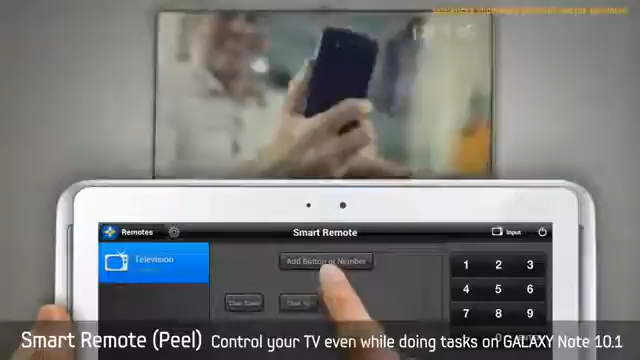 Remotes
Smart Remote
Input
Television
Add Button or Number
1 2 3
4 5 6
7 8 9
0
Smart Remote (Peel) Control your TV even while doing tasks on GALAXY Note 10.1